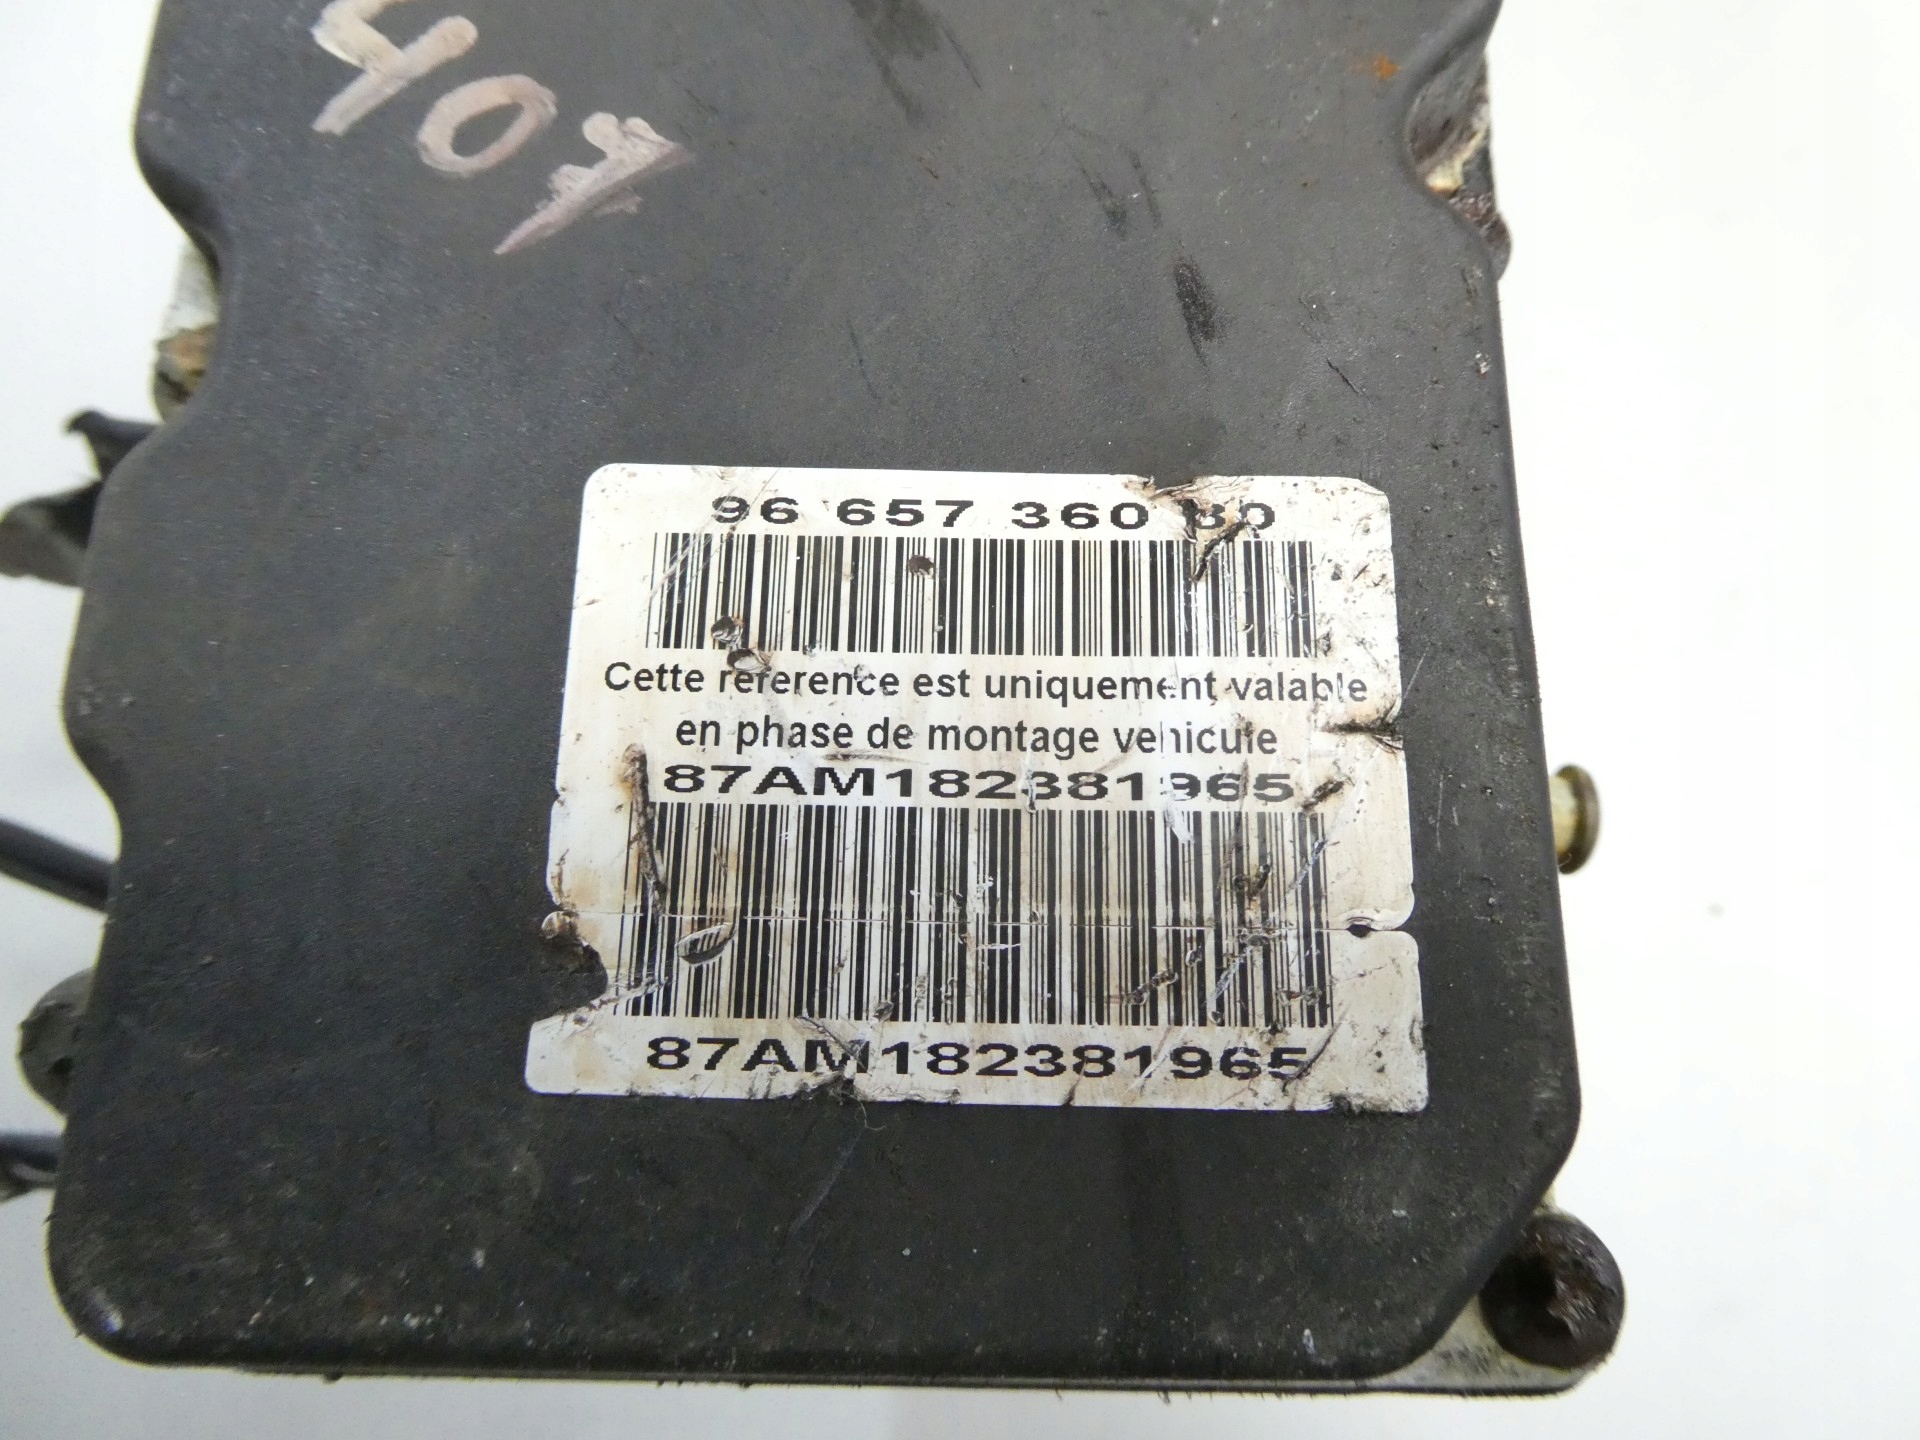 407
96 657 360 80
Cette reference est uniquement valable
en phase de montage vehicule
87AM182381965
87AM182381965